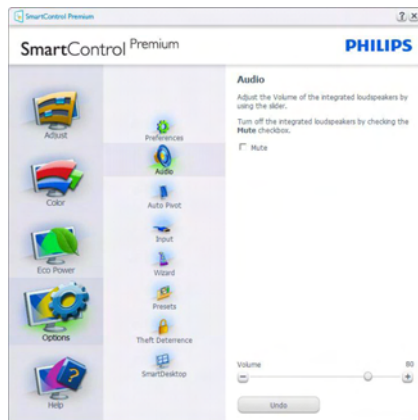 SmartControl Premium
SmartControl Premium
PHILIPS
Adjust
Color
Eco Power
Options
Help
Preferences
Audio
Auto Pivot
Input
Wizard
Presets
Theft Deterrence
SmartDesktop
Audio
Adjust the Volume of the integrated loudspeakers by
using the slider.
Turn off the integrated loudspeakers by checking the
Mute checkbox.
Mute
Volume 80
Undo